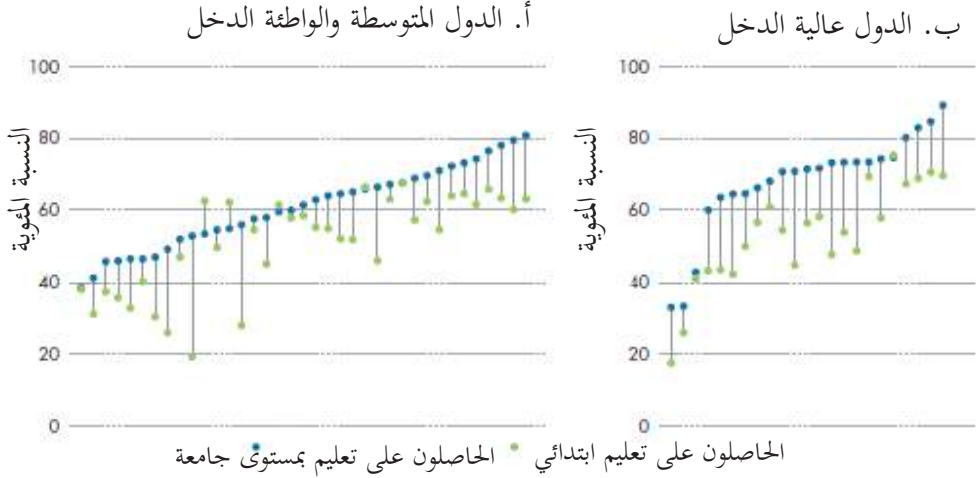 أ. الدول المتوسطة والواطئة الدخل
ب. الدول عالية الدخل
النسبة المئوية
100
80
60
40
20
0
النسبة المئوية
100
80
60
40
20
0
الحاصلون على تعليم ابتدائي
الحاصلون على تعليم بمستوى جامعة